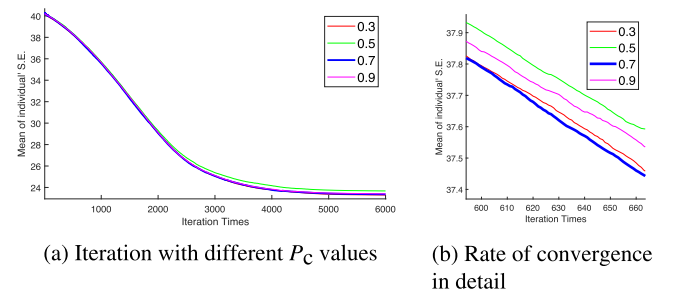 40
38
36
34
32
30
28
26
24
Mean of individual' S.E.
1000 2000 3000 4000 5000 6000
Iteration Times
0.3
0.5
0.7
0.9
(a) Iteration with different Pc values
37.9
37.8
37.7
37.6
37.5
37.4
Mean of individual' S.E.
600 610 620 630 640 650 660
Iteration Times
0.3
0.5
0.7
0.9
(b) Rate of convergence
in detail